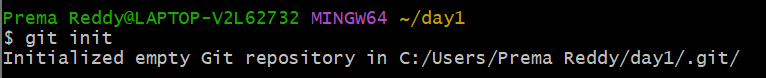 Prema Reddy@LAPTOP-V2L62732 MINGW64 ~/day1
$ git init
Initialized empty Git repository in C:/Users/Prema Reddy/day1/.git/